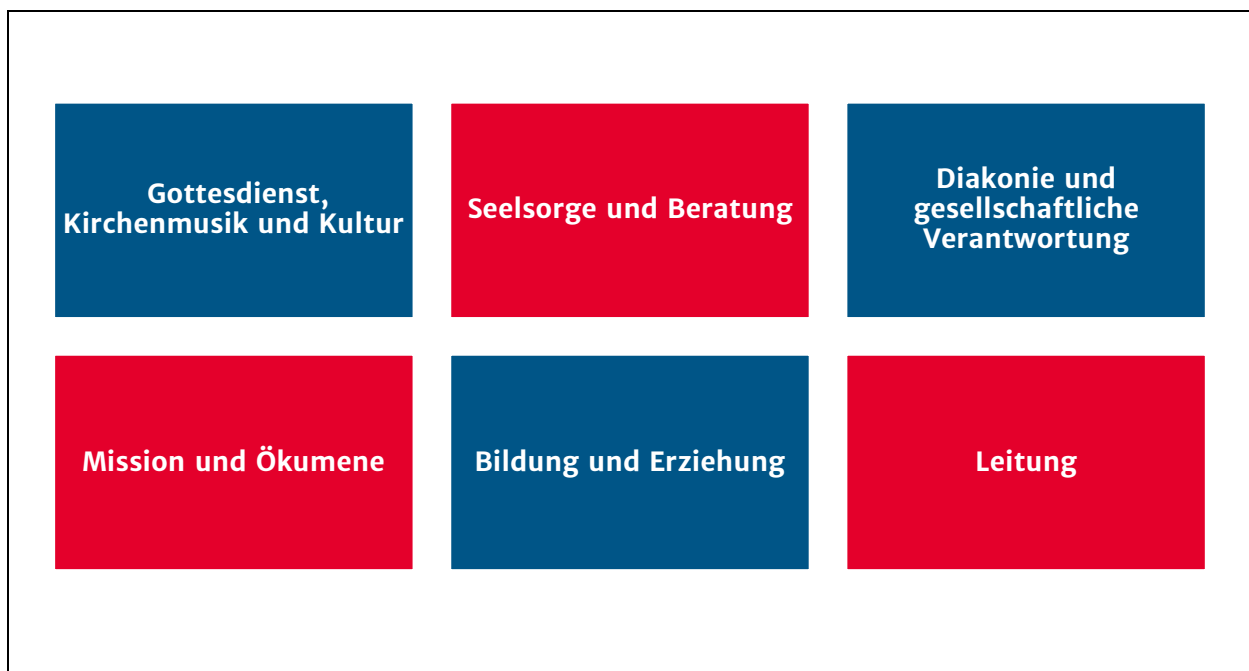 Gottesdienst,
Kirchenmusik und Kultur
Seelsorge und Beratung
Diakonie und
gesellschaftliche
Verantwortung
Mission und Ökumene
Bildung und Erziehung
Leitung